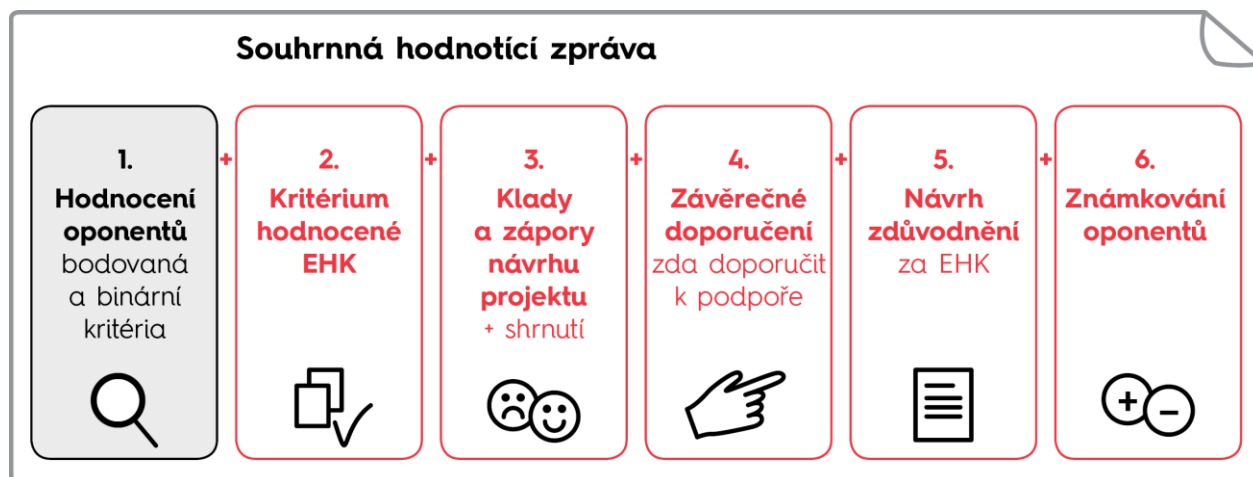 Souhrnná hodnotící zpráva
1.
Hodnocení
oponentů
bodovaná
a binární
kritéria
+
2.
Kritérium
hodnocené
EHK
+
3.
Klady
a zápory
návrhu
projektu
+ shrnutí
+
4.
Závěrečné
doporučení
zda doporučit
k podpoře
+
5.
Návrh
zdůvodnění
za EHK
+
6.
Známkování
oponentů